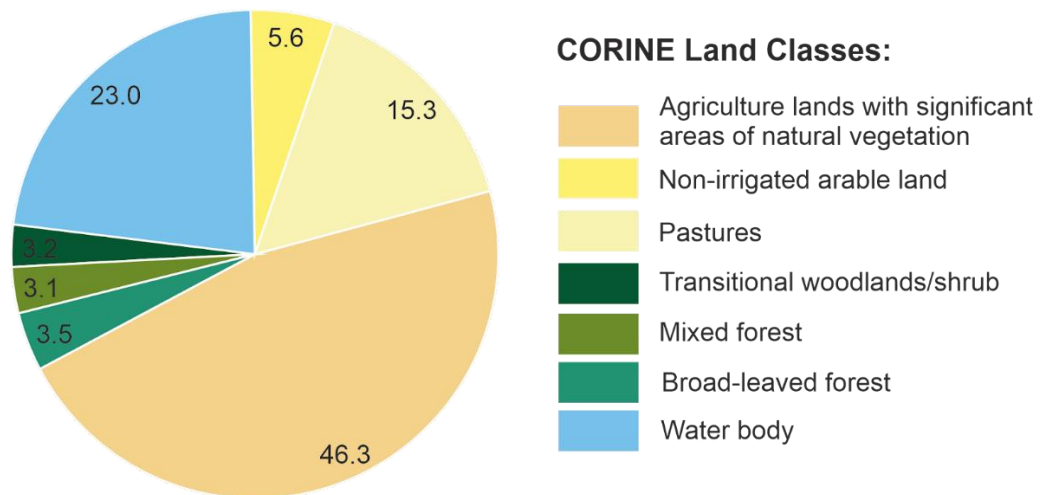 5.6
15.3
23.0
3.2
3.1
3.5
46.3
CORINE Land Classes:
Agriculture lands with significant
areas of natural vegetation
Non-irrigated arable land
Pastures
Transitional woodlands/shrub
Mixed forest
Broad-leaved forest
Water body